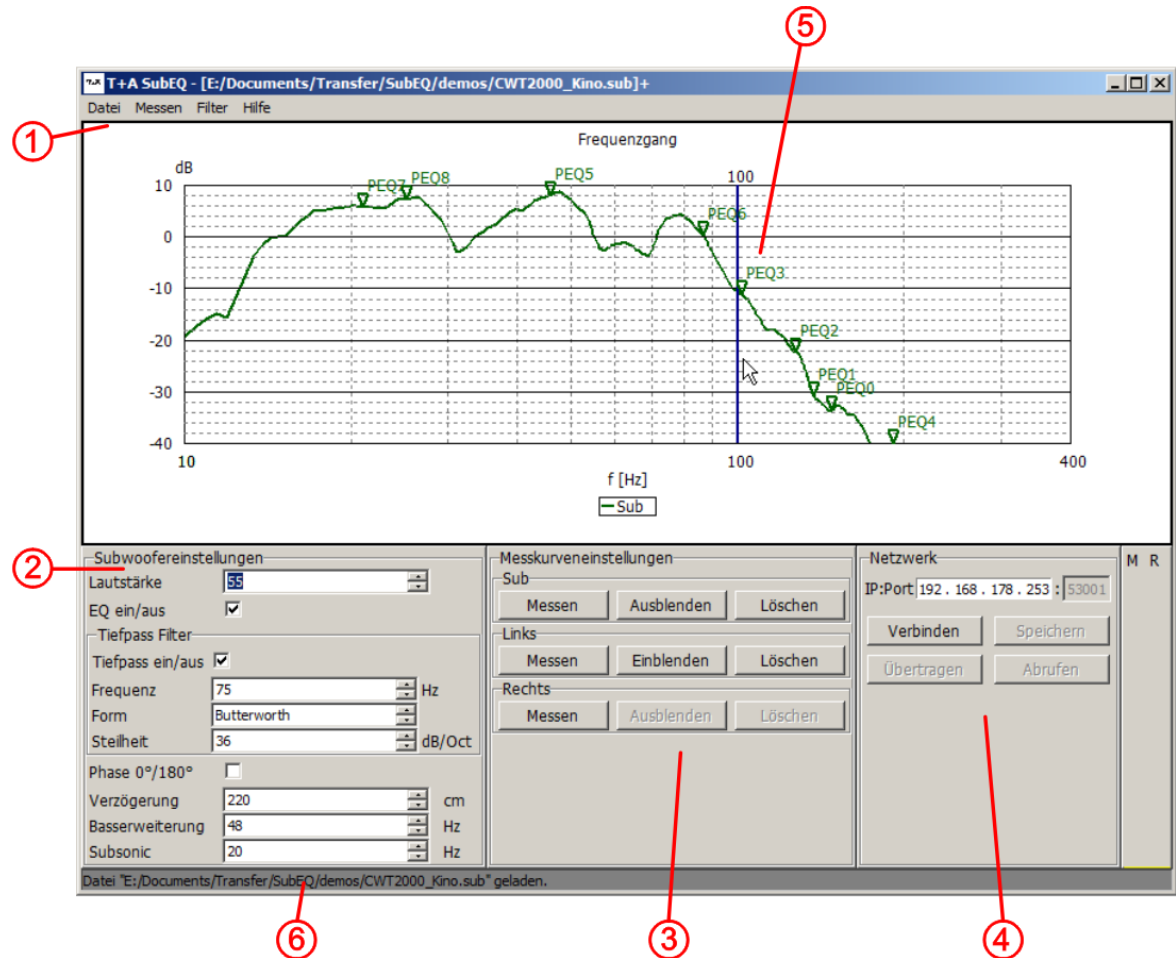 5
T+A SubEQ - [E:/Documents/Transfer/SubEQ/demos/CWT2000_Kino.sub]+
Datei Messen Filter Hilfe
1
Frequenzgang
dB
10
0
-10
-20
-30
-40
PEQ7
PEQ8
PEQ5
100
PEQ6
PEQ3
PEQ2
PEQ1
PEQ0
PEQ4
10
100
400
f [Hz]
Sub
2
Subwoofereinstellungen
Lautstärke 55
EQ ein/aus
Tiefpass Filter
Tiefpass ein/aus
Frequenz 75 Hz
Form Butterworth
Steilheit 36 dB/Oct
Phase 0°/180°
Verzögerung 220 cm
Basserweiterung 48 Hz
Subsonic 20 Hz
Messkurveneinstellungen
Sub
Messen Ausblenden Löschen
Links
Messen Einblenden Löschen
Rechts
Messen Ausblenden Löschen
Netzwerk
IP:Port 192 . 168 . 178 . 253 : 53001
Verbinden Speichern
Übertragen Abrufen
M R
Datei "E:/Documents/Transfer/SubEQ/demos/CWT2000_Kino.sub" geladen.
6
3
4